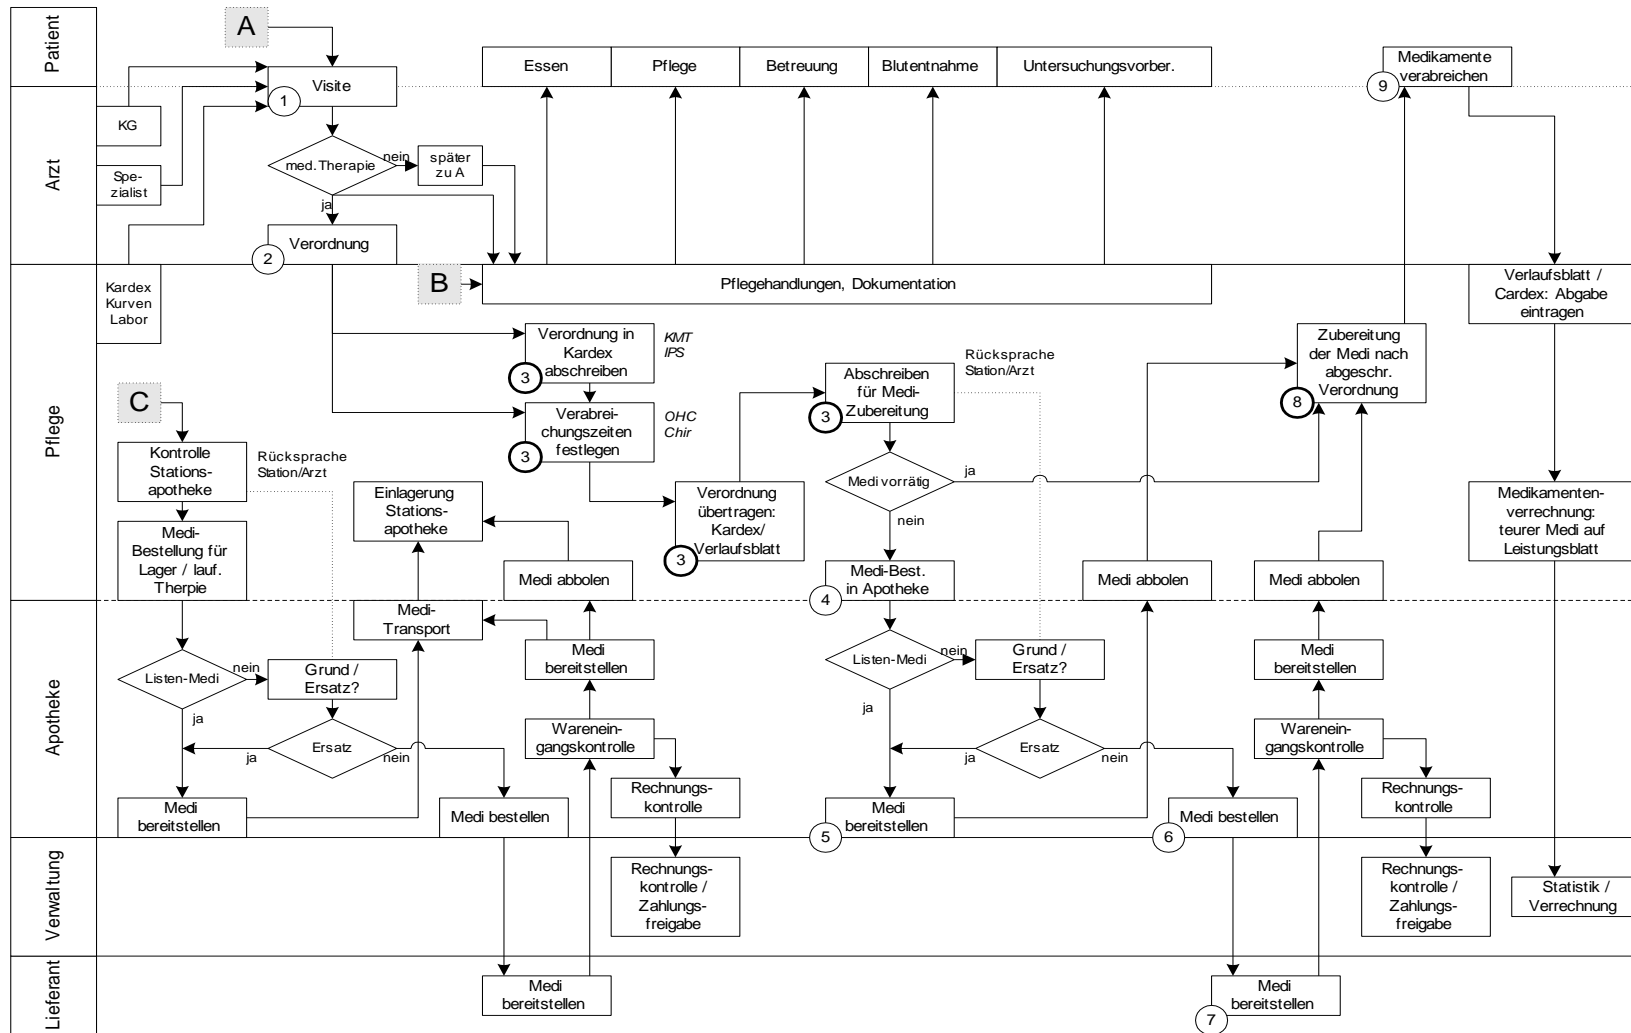 Patient
A
Visite
1
Essen
Pflege
Betreuung
Blutentnahme
Untersuchungsvorber.
Medikamente
verabreichen
9
Arzt
KG
Spe-
zialist
med.Therapie
nein
später
zu A
ja
Verordnung
2
Pflege
Kardex
Kurven
Labor
B
Pflegehandlungen, Dokumentation
Verlaufsblatt /
Cardex: Abgabe
eintragen
Verordnung in
Kardex
abschreiben
3
KMT
IPS
Verabrei-
chungszeiten
festlegen
3
OHC
Chir
Abschreiben
für Medi-
Zubereitung
3
Rücksprache
Station/Arzt
Zubereitung
der Medi nach
abgeschr.
Verordnung
8
C
Kontrolle
Stations-
apotheke
Rücksprache
Station/Arzt
Einlagerung
Stations-
apotheke
Verordnung
übertragen:
Kardex/
Verlaufsblatt
3
Medi vorrätig
ja
nein
Medikamenten-
verrechnung:
teurer Medi auf
Leistungsblatt
Medi-
Bestellung für
Lager / lauf.
Therpie
Medi abbolen
Medi-Best.
in Apotheke
4
Medi abbolen
Medi abbolen
Apotheke
Medi-
Transport
Listen-Medi
nein
ja
Grund /
Ersatz?
Medi
bereitstellen
Listen-Medi
nein
ja
Grund /
Ersatz?
Medi
bereitstellen
Ersatz
ja
nein
Warenein-
gangskontrolle
Ersatz
ja
nein
Warenein-
gangskontrolle
Medi
bereitstellen
Medi bestellen
Rechnungs-
kontrolle
Medi
bereitstellen
5
Medi bestellen
6
Rechnungs-
kontrolle
Verwaltung
Rechnungs-
kontrolle /
Zahlungs-
freigabe
Rechnungs-
kontrolle /
Zahlungs-
freigabe
Statistik /
Verrechnung
Lieferant
Medi
bereitstellen
Medi
bereitstellen
7